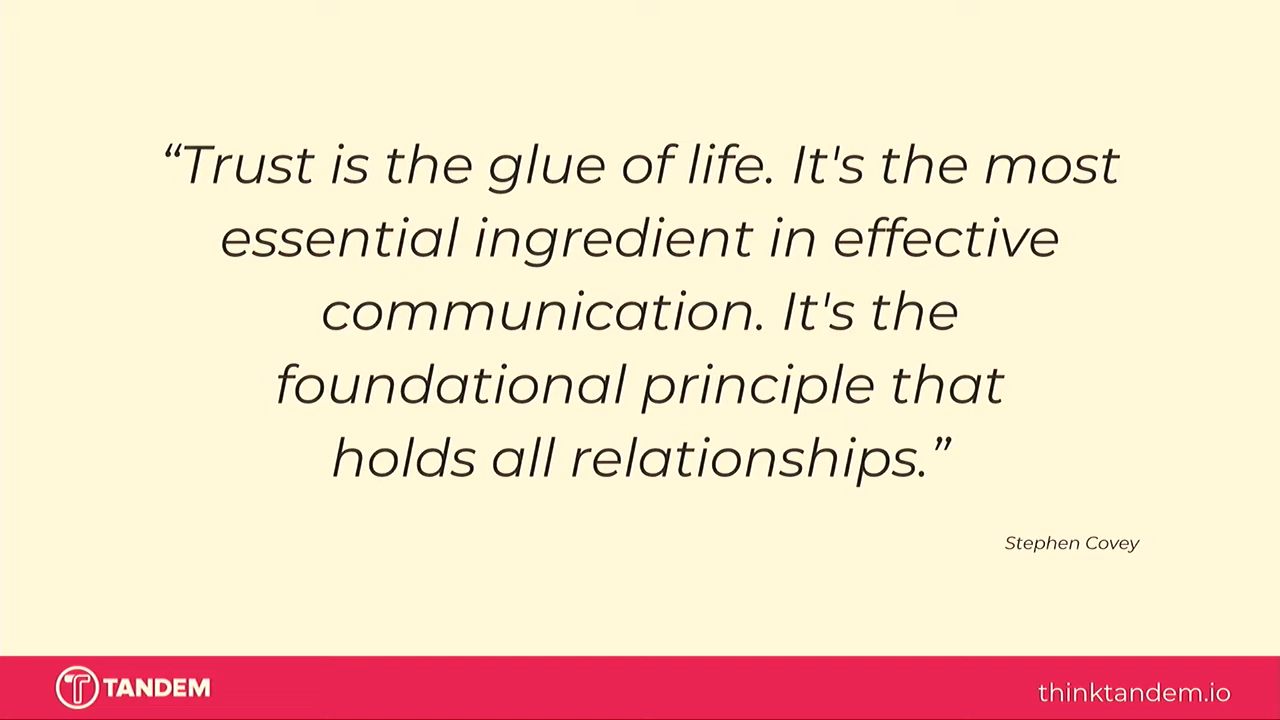 “Trust is the glue of life. It's the most
essential ingredient in effective
communication. It's the
foundational principle that
holds all relationships.”
Stephen Covey
TANDEM
thinktandem.io